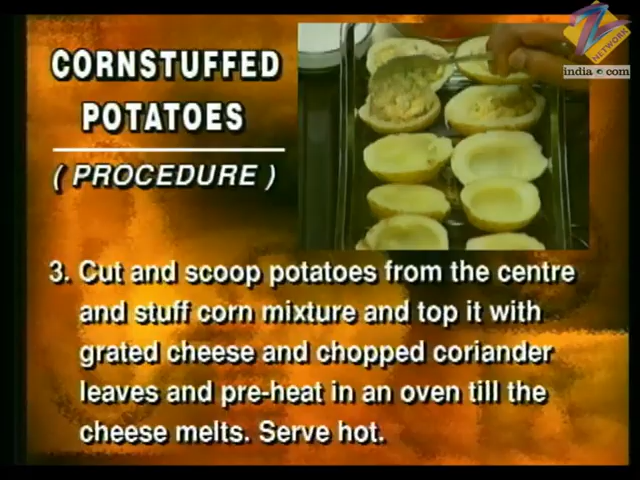 CORNSTUFFED
POTATOES
( PROCEDURE )
3. Cut and scoop potatoes from the centre
and stuff corn mixture and top it with
grated cheese and chopped coriander
leaves and pre-heat in an oven till the
cheese melts. Serve hot.
Z
NETWORK
india.com